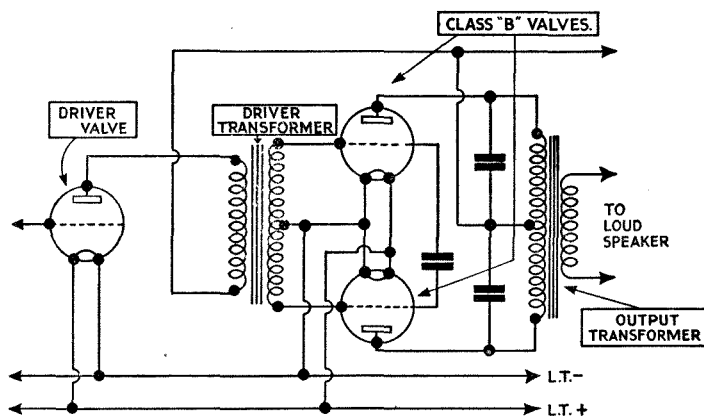 CLASS "B" VALVES.
DRIVER
VALVE
DRIVER
TRANSFORMER
TO
LOUD
SPEAKER
OUTPUT
TRANSFORMER
L.T.-
L.T.+